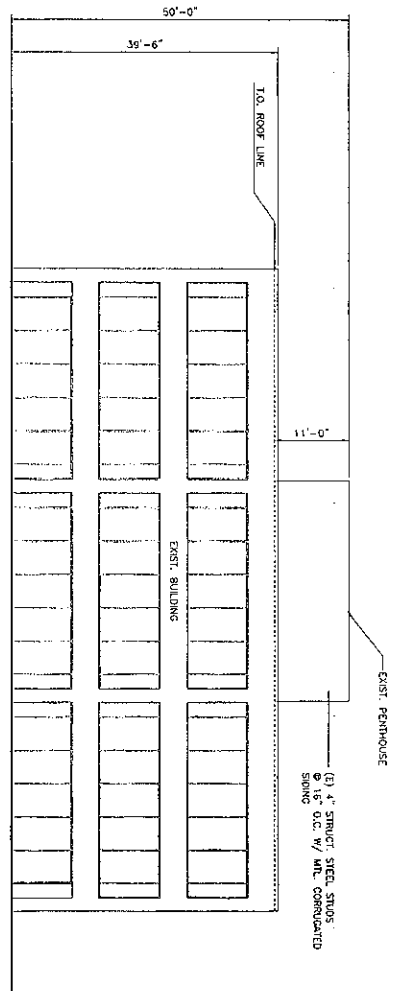 50'-0"
39'-6"
T.O. ROOF LINE
11'-0"
EXIST. PENTHOUSE
(E) 4" STRUCT. STEEL STUDS
@ 16" O.C. W/ MTL. CORRUGATED
SIDING
EXIST. BUILDING